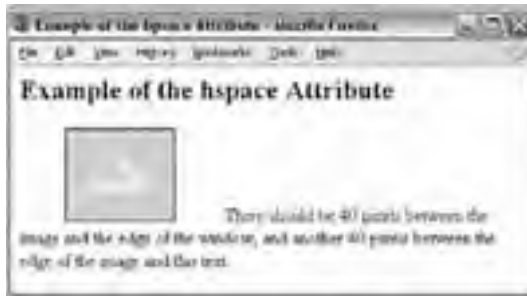 Example of the hspace Attribute - Mozilla Firefox
File Edit View History Bookmarks Tools Help
Example of the hspace Attribute
There should be 40 pixels between the
image and the edge of the window, and another 40 pixels between the
edge of the image and the text.